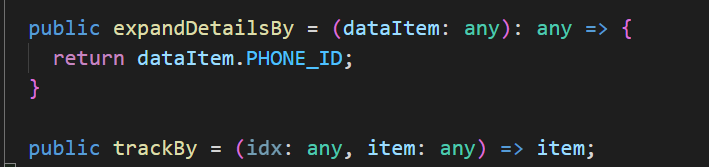 public expandDetailsBy = (dataItem: any): any => {
return dataItem.PHONE_ID;
}
public trackBy = (idx: any, item: any) => item;